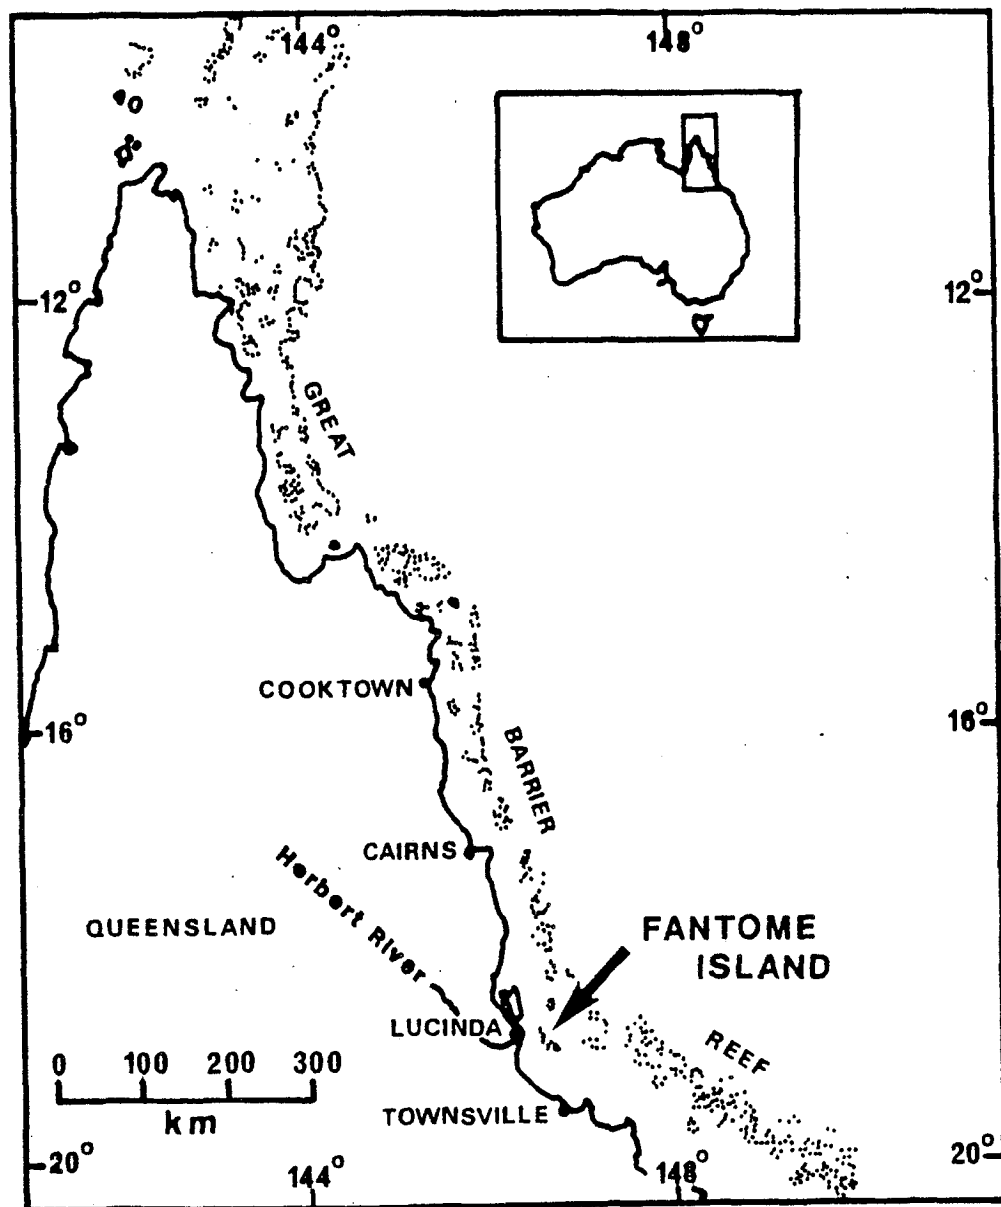 144°
148°
12°
12°
GREAT
COOKTOWN
16°
16°
BARRIER
CAIRNS
Herbert River
QUEENSLAND
FANTOME
ISLAND
LUCINDA
REEF
0 100 200 300
km
TOWNSVILLE
20°
144°
148°
20°